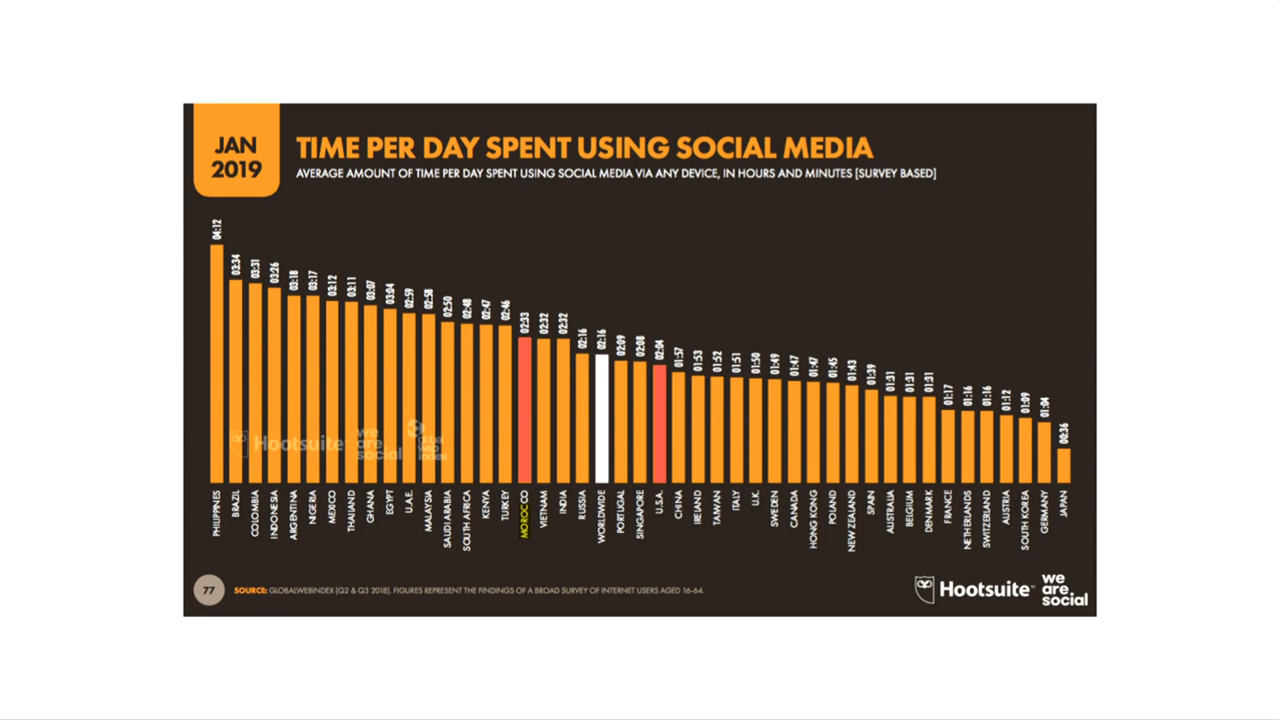 JAN
2019
TIME PER DAY SPENT USING SOCIAL MEDIA
AVERAGE AMOUNT OF TIME PER DAY SPENT USING SOCIAL MEDIA VIA ANY DEVICE, IN HOURS AND MINUTES [SURVEY BASED]
04:12
03:34
03:31
03:26
03:18
03:17
03:12
03:11
03:07
03:04
02:59
02:58
02:50
02:48
02:47
02:46
02:33
02:32
02:32
02:16
02:16
02:09
02:08
02:04
01:57
01:53
01:52
01:51
01:50
01:49
01:47
01:47
01:45
01:43
01:39
01:31
01:31
01:31
01:17
01:16
01:16
01:12
01:09
01:04
00:36
Hootsuite
we
are
social
global
web
index
PHILIPPINES
BRAZIL
COLOMBIA
INDONESIA
ARGENTINA
NIGERIA
MEXICO
THAILAND
GHANA
EGYPT
U.A.E.
MALAYSIA
SAUDI ARABIA
SOUTH AFRICA
KENYA
TURKEY
MOROCCO
VIETNAM
INDIA
RUSSIA
WORLDWIDE
PORTUGAL
SINGAPORE
U.S.A.
CHINA
IRELAND
TAIWAN
ITALY
U.K.
SWEDEN
CANADA
HONG KONG
POLAND
NEW ZEALAND
SPAIN
AUSTRALIA
BELGIUM
DENMARK
FRANCE
NETHERLANDS
SWITZERLAND
AUSTRIA
SOUTH KOREA
GERMANY
JAPAN
77
SOURCE: GLOBALWEBINDEX (Q2 & Q3 2018). FIGURES REPRESENT THE FINDINGS OF A BROAD SURVEY OF INTERNET USERS AGED 16-64.
Hootsuite™
we
are
social